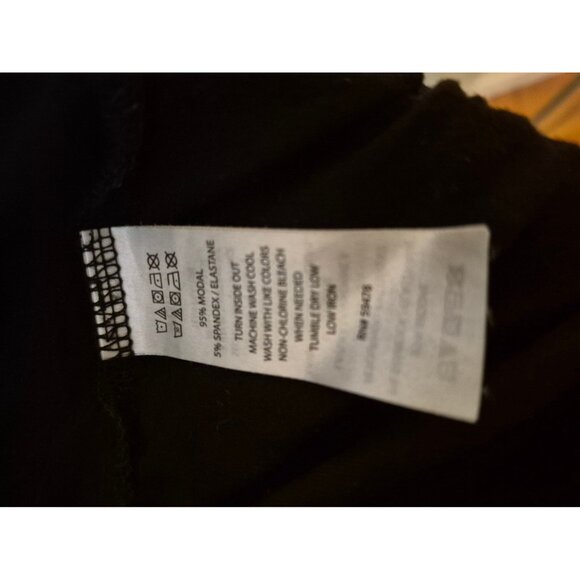 95% MODAL
5% SPANDEX / ELASTANE
TURN INSIDE OUT
MACHINE WASH COOL
WASH WITH LIKE COLORS
NON-CHLORINE BLEACH
WHEN NEEDED
TUMBLE DRY LOW
LOW IRON